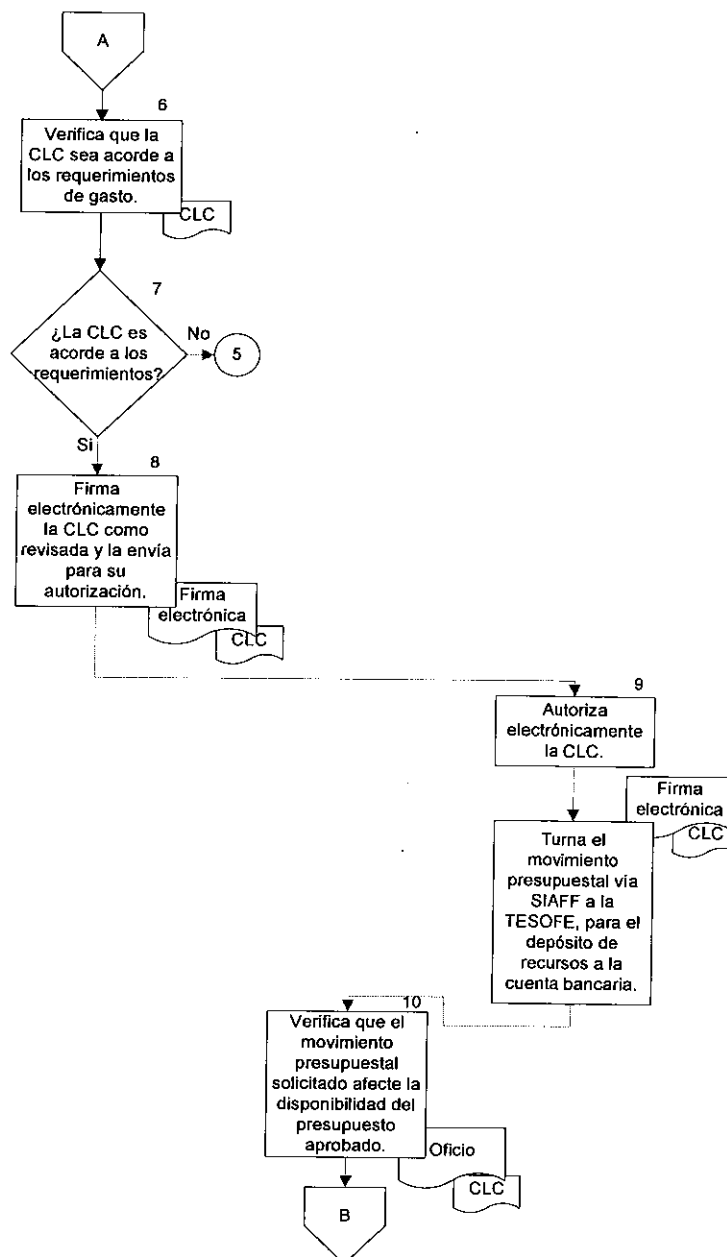 A
6
Verifica que la
CLC sea acorde a
los requerimientos
de gasto.
CLC
7
¿La CLC es
acorde a los
requerimientos?
No
5
Si
8
Firma
electrónicamente
la CLC como
revisada y la envía
para su
autorización.
Firma
electrónica
CLC
9
Autoriza
electrónicamente
la CLC.
Firma
electrónica
CLC
Turna el
movimiento
presupuestal vía
SIAFF a la
TESOFE, para el
depósito de
recursos a la
cuenta bancaria.
10
Verifica que el
movimiento
presupuestal
solicitado afecte la
disponibilidad del
presupuesto
aprobado.
Oficio
CLC
B